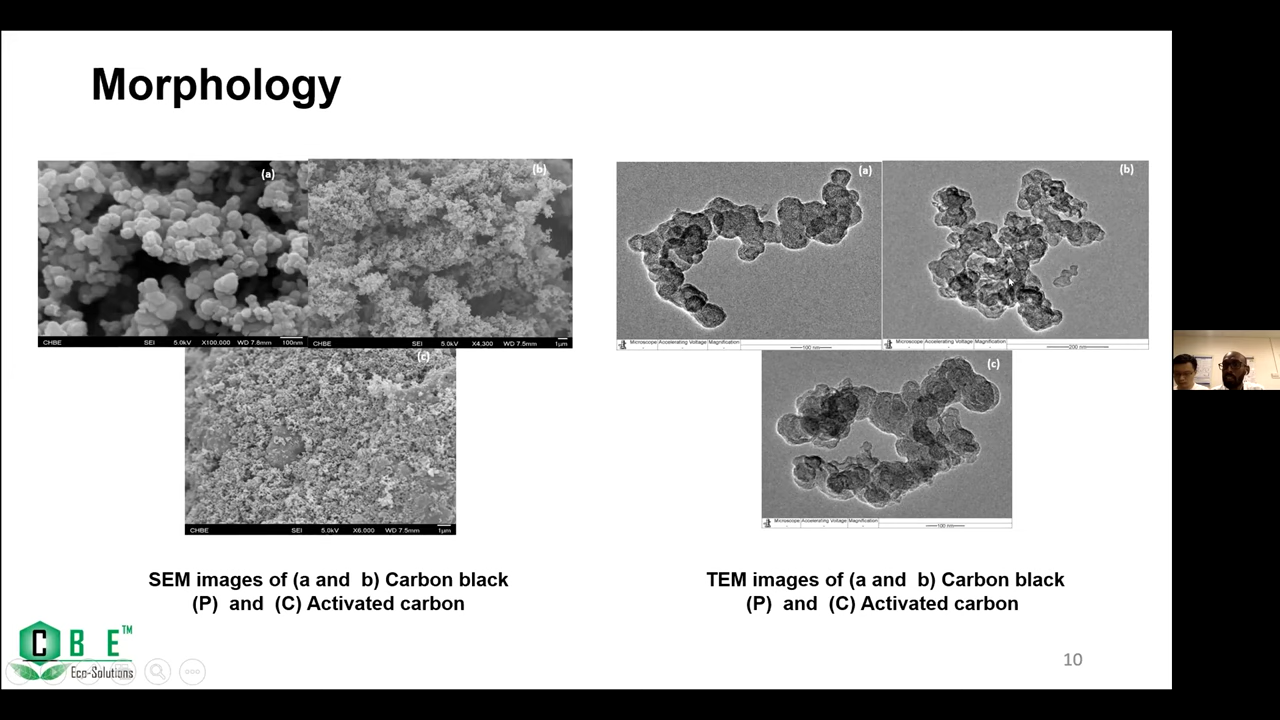 Morphology
(a)
(b)
CHBE SEI 5.0kV X100,000 WD 7.8mm 100nm
CHBE SEI 5.0kV X4,300 WD 7.5mm 1μm
(c)
CHBE SEI 5.0kV X6,000 WD 7.5mm 1μm
SEM images of (a and b) Carbon black
(P) and (C) Activated carbon
(a)
(b)
Microscope Accelerating Voltage Magnification 100 nm
Microscope Accelerating Voltage Magnification 200 nm
(c)
Microscope Accelerating Voltage Magnification 100 nm
TEM images of (a and b) Carbon black
(P) and (C) Activated carbon
C B E™
Eco-Solutions
10